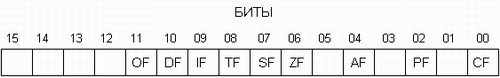 БИТЫ
15 14 13 12 11 10 09 08 07 06 05 04 03 02 01 00
OF DF IF TF SF ZF AF PF CF